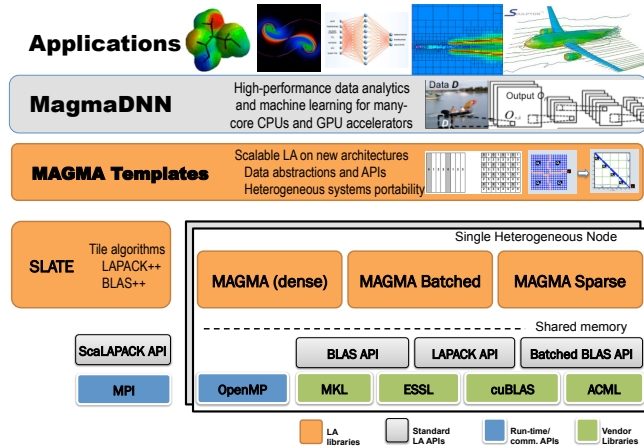 Applications
MagmaDNN
High-performance data analytics
and machine learning for many-
core CPUs and GPU accelerators
Data D
Output O
MAGMA Templates
Scalable LA on new architectures
Data abstractions and APIs
Heterogeneous systems portability
SLATE
Tile algorithms
LAPACK++
BLAS++
Single Heterogeneous Node
MAGMA (dense)
MAGMA Batched
MAGMA Sparse
Shared memory
ScaLAPACK API
BLAS API
LAPACK API
Batched BLAS API
MPI
OpenMP
MKL
ESSL
cuBLAS
ACML
LA
libraries
Standard
LA APIs
Run-time/
comm. APIs
Vendor
Libraries